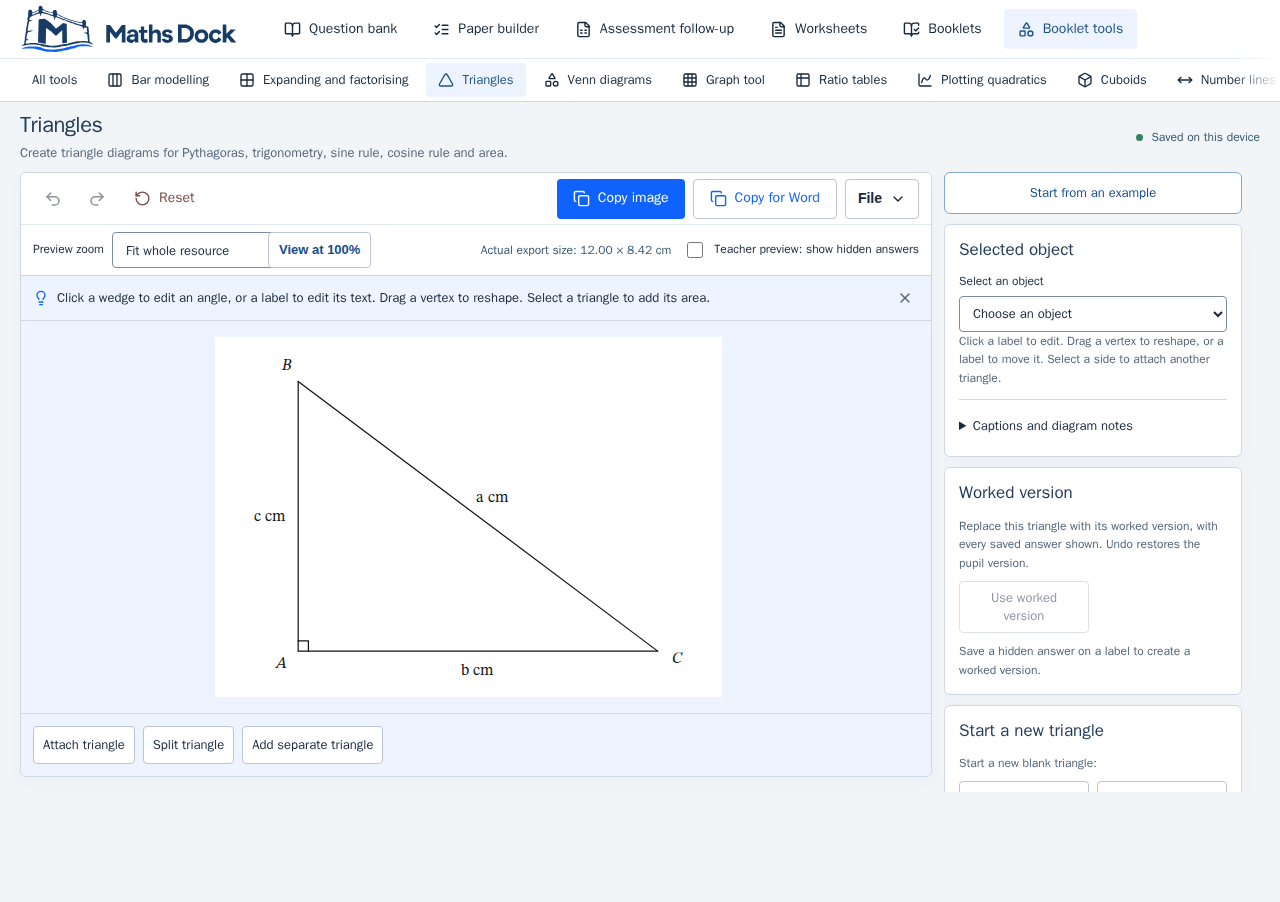 Maths Dock
Question bank
Paper builder
Assessment follow-up
Worksheets
Booklets
Booklet tools
All tools
Bar modelling
Expanding and factorising
Triangles
Venn diagrams
Graph tool
Ratio tables
Plotting quadratics
Cuboids
Number lines
Triangles
Create triangle diagrams for Pythagoras, trigonometry, sine rule, cosine rule and area.
Saved on this device
Reset
Copy image
Copy for Word
File
Preview zoom
Fit whole resource
View at 100%
Actual export size: 12.00 × 8.42 cm
Teacher preview: show hidden answers
Click a wedge to edit an angle, or a label to edit its text. Drag a vertex to reshape. Select a triangle to add its area.
B
a cm
c cm
A
b cm
C
Attach triangle
Split triangle
Add separate triangle
Start from an example
Selected object
Select an object
Choose an object
Click a label to edit. Drag a vertex to reshape, or a
label to move it. Select a side to attach another
triangle.
Captions and diagram notes
Worked version
Replace this triangle with its worked version, with
every saved answer shown. Undo restores the
pupil version.
Use worked
version
Save a hidden answer on a label to create a
worked version.
Start a new triangle
Start a new blank triangle: